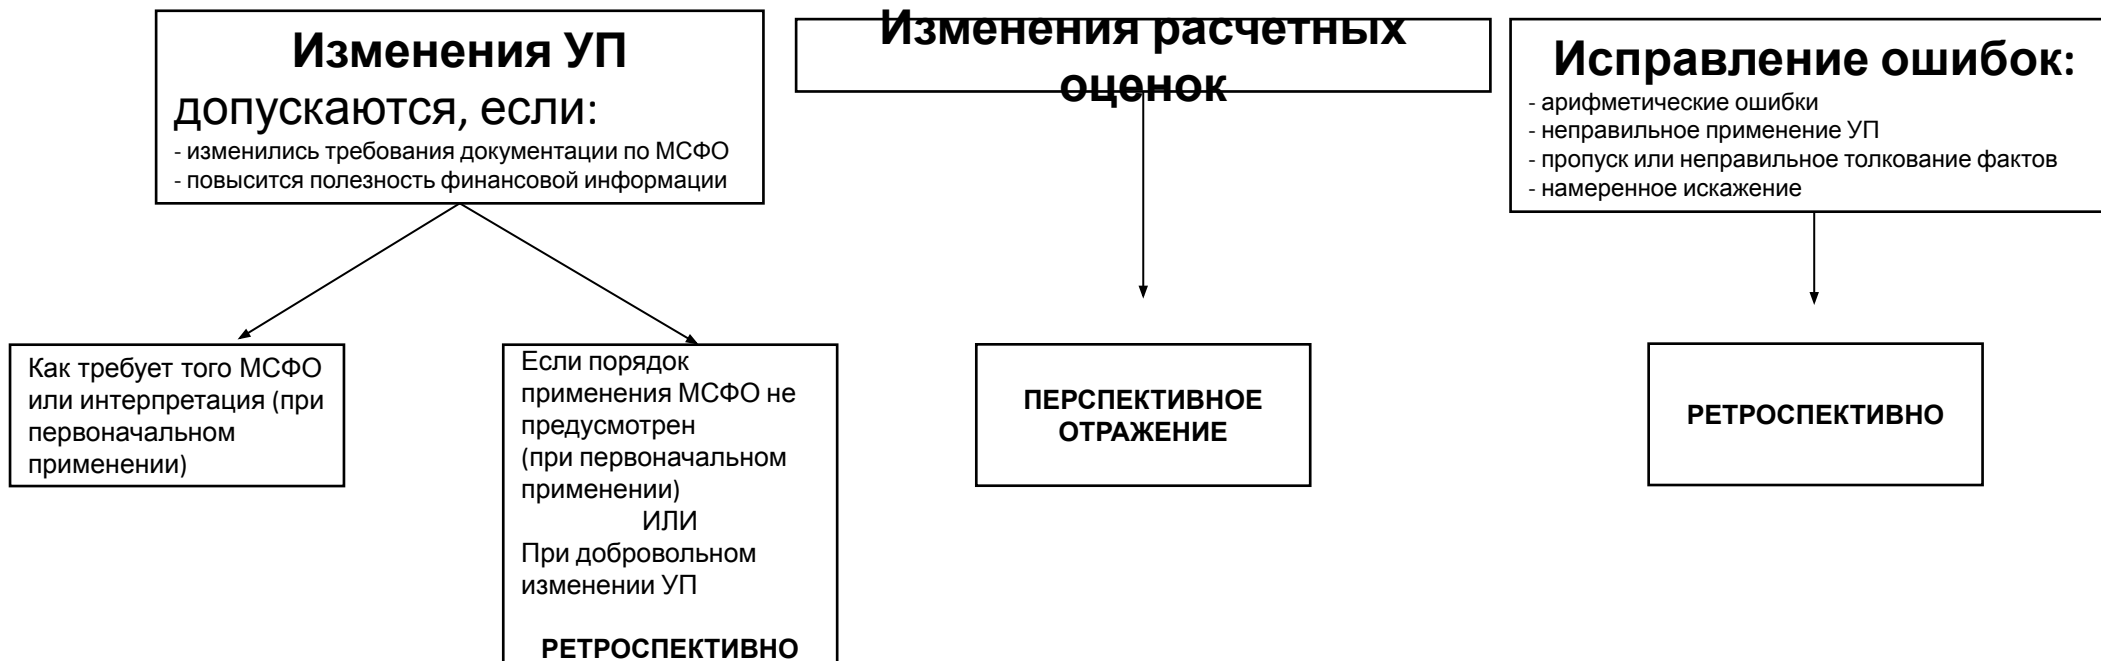 Изменения УП
допускаются, если:
- изменились требования документации по МСФО
- повысится полезность финансовой информации
Изменения расчетных
оценок
Исправление ошибок:
- арифметические ошибки
- неправильное применение УП
- пропуск или неправильное толкование фактов
- намеренное искажение
Как требует того МСФО
или интерпретация (при
первоначальном
применении)
Если порядок
применения МСФО не
предусмотрен
(при первоначальном
применении)
ИЛИ
При добровольном
изменении УП
РЕТРОСПЕКТИВНО
ПЕРСПЕКТИВНОЕ
ОТРАЖЕНИЕ
РЕТРОСПЕКТИВНО